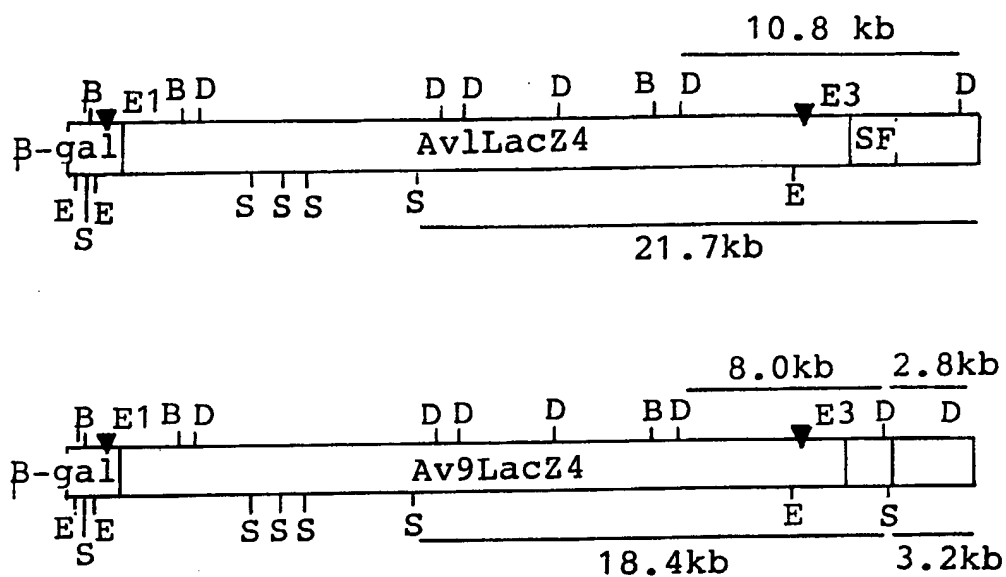 10.8 kb
B E1 B D D D D B D E3 D
β-gal Av1LacZ4 SF
E E S S S S E
S
21.7kb
8.0kb 2.8kb
B E1 B D D D D B D E3 D D
β-gal Av9LacZ4
E E S S S S E S
S
18.4kb 3.2kb